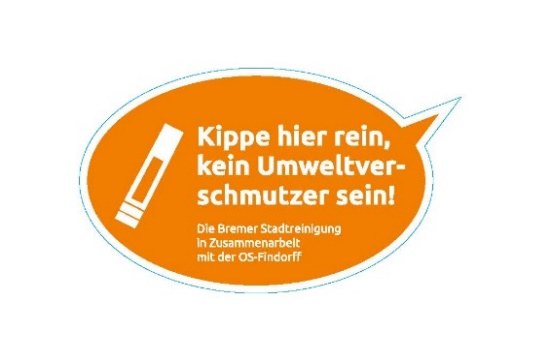 Kippe hier rein,
kein Umweltver-
schmutzer sein!
Die Bremer Stadtreinigung
in Zusammenarbeit
mit der OS-Findorff